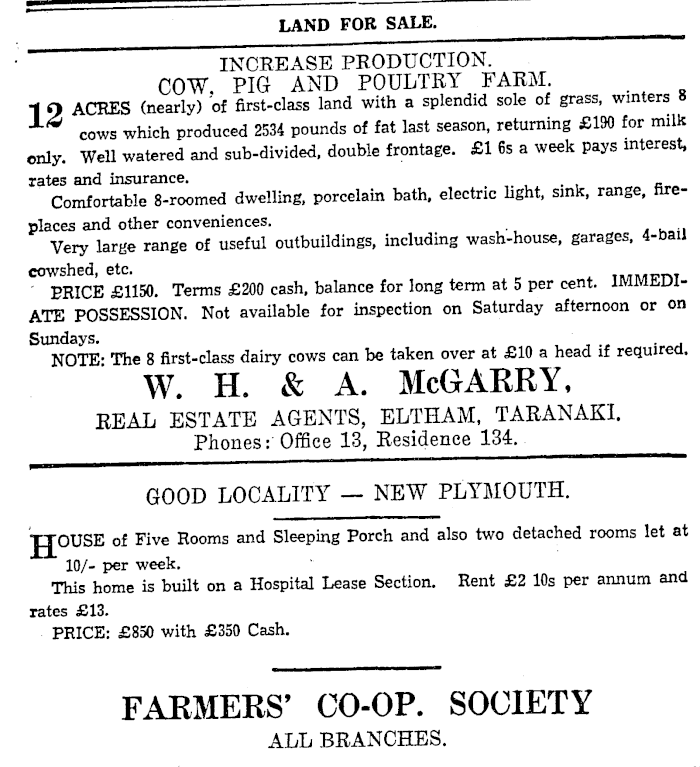 LAND FOR SALE.
INCREASE PRODUCTION.
COW, PIG AND POULTRY FARM.
12 ACRES (nearly) of first-class land with a splendid sole of grass, winters 8
cows which produced 2534 pounds of fat last season, returning £190 for milk
only. Well watered and sub-divided, double frontage. £1 6s a week pays interest,
rates and insurance.
Comfortable 8-roomed dwelling, porcelain bath, electric light, sink, range, fire-
places and other conveniences.
Very large range of useful outbuildings, including wash-house, garages, 4-bail
cowshed, etc.
PRICE £1150. Terms £200 cash, balance for long term at 5 per cent. IMMEDI-
ATE POSSESSION. Not available for inspection on Saturday afternoon or on
Sundays.
NOTE: The 8 first-class dairy cows can be taken over at £10 a head if required.
W. H. & A. McGARRY,
REAL ESTATE AGENTS, ELTHAM, TARANAKI.
Phones: Office 13, Residence 134.
GOOD LOCALITY — NEW PLYMOUTH.
HOUSE of Five Rooms and Sleeping Porch and also two detached rooms let at
10/- per week.
This home is built on a Hospital Lease Section. Rent £2 10s per annum and
rates £13.
PRICE: £850 with £350 Cash.
FARMERS' CO-OP. SOCIETY
ALL BRANCHES.